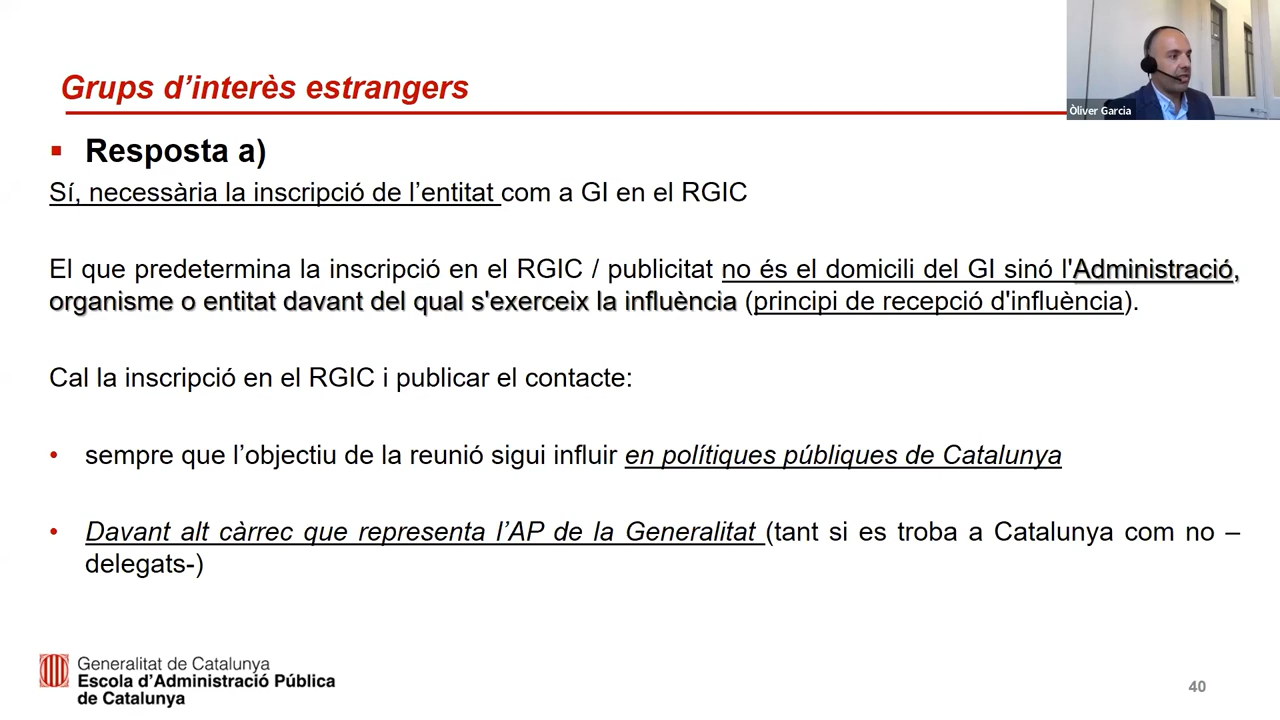 Grups d’interès estrangers
Òliver Garcia
Resposta a)
Sí, necessària la inscripció de l’entitat com a GI en el RGIC
El que predetermina la inscripció en el RGIC / publicitat no és el domicili del GI sinó l'Administració,
organisme o entitat davant del qual s'exerceix la influència (principi de recepció d'influència).
Cal la inscripció en el RGIC i publicar el contacte:
• sempre que l’objectiu de la reunió sigui influir en polítiques públiques de Catalunya
• Davant alt càrrec que representa l’AP de la Generalitat (tant si es troba a Catalunya com no –
delegats-)
Generalitat de Catalunya
Escola d’Administració Pública
de Catalunya
40